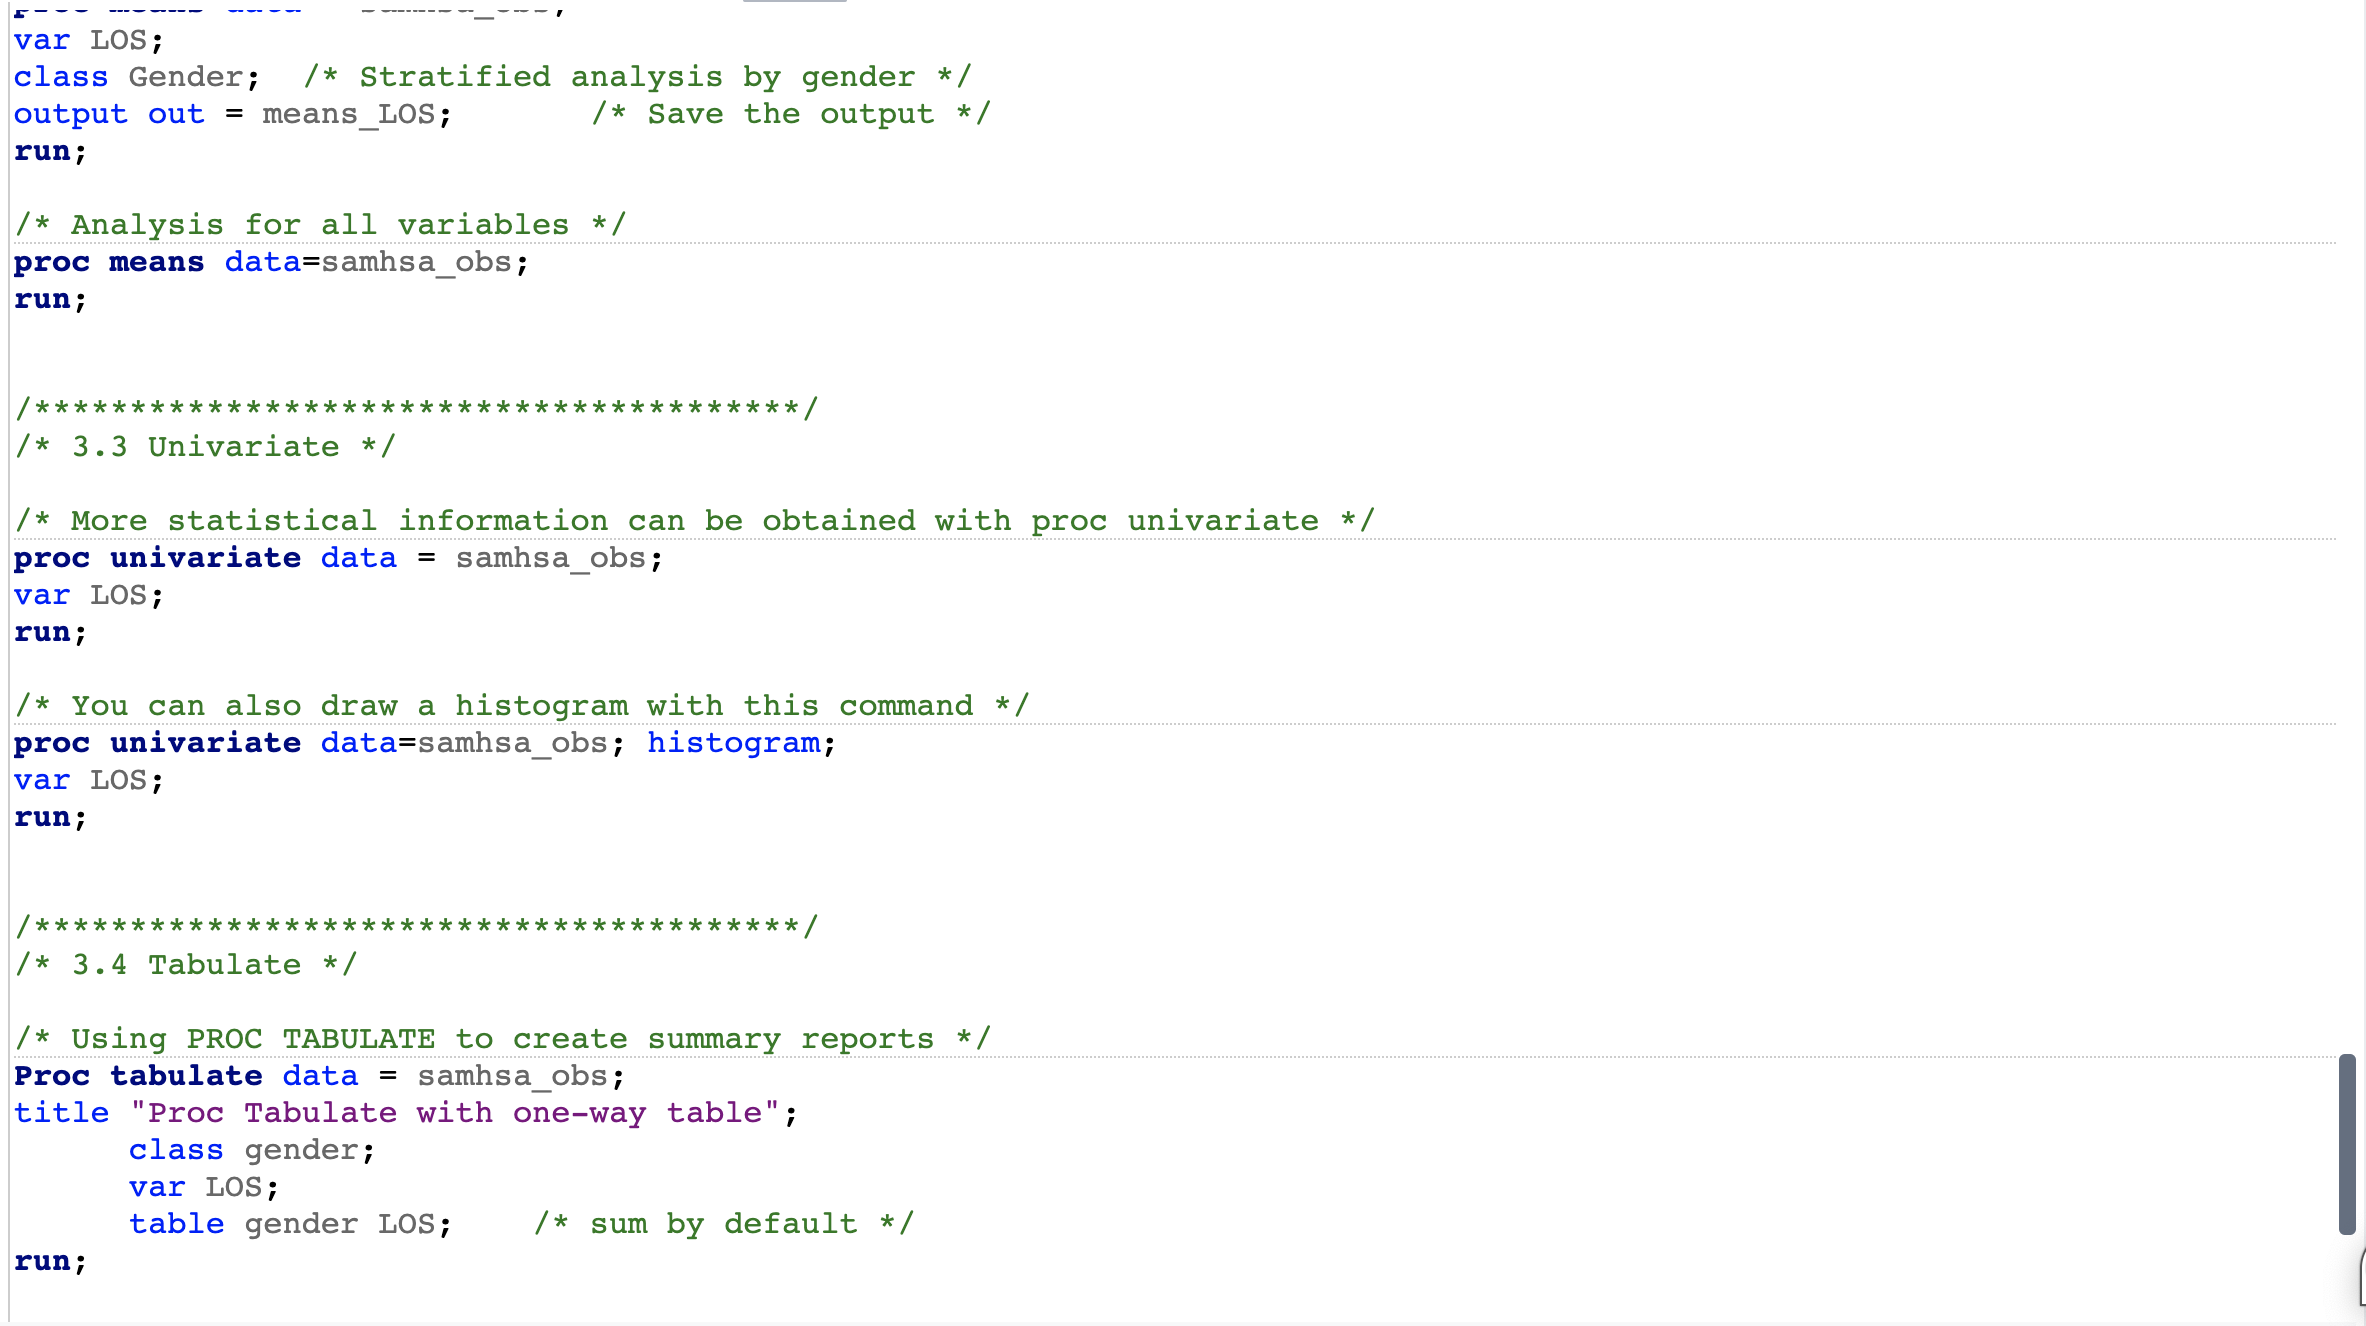 proc means data = samhsa_obs;
var LOS;
class Gender;  /* Stratified analysis by gender */
output out = means_LOS;       /* Save the output */
run;
/* Analysis for all variables */
proc means data=samhsa_obs;
run;
/****************************************/
/* 3.3 Univariate */
/* More statistical information can be obtained with proc univariate */
proc univariate data = samhsa_obs;
var LOS;
run;
/* You can also draw a histogram with this command */
proc univariate data=samhsa_obs; histogram;
var LOS;
run;
/****************************************/
/* 3.4 Tabulate */
/* Using PROC TABULATE to create summary reports */
Proc tabulate data = samhsa_obs;
title "Proc Tabulate with one-way table";
      class gender;
      var LOS;
      table gender LOS;    /* sum by default */
run;